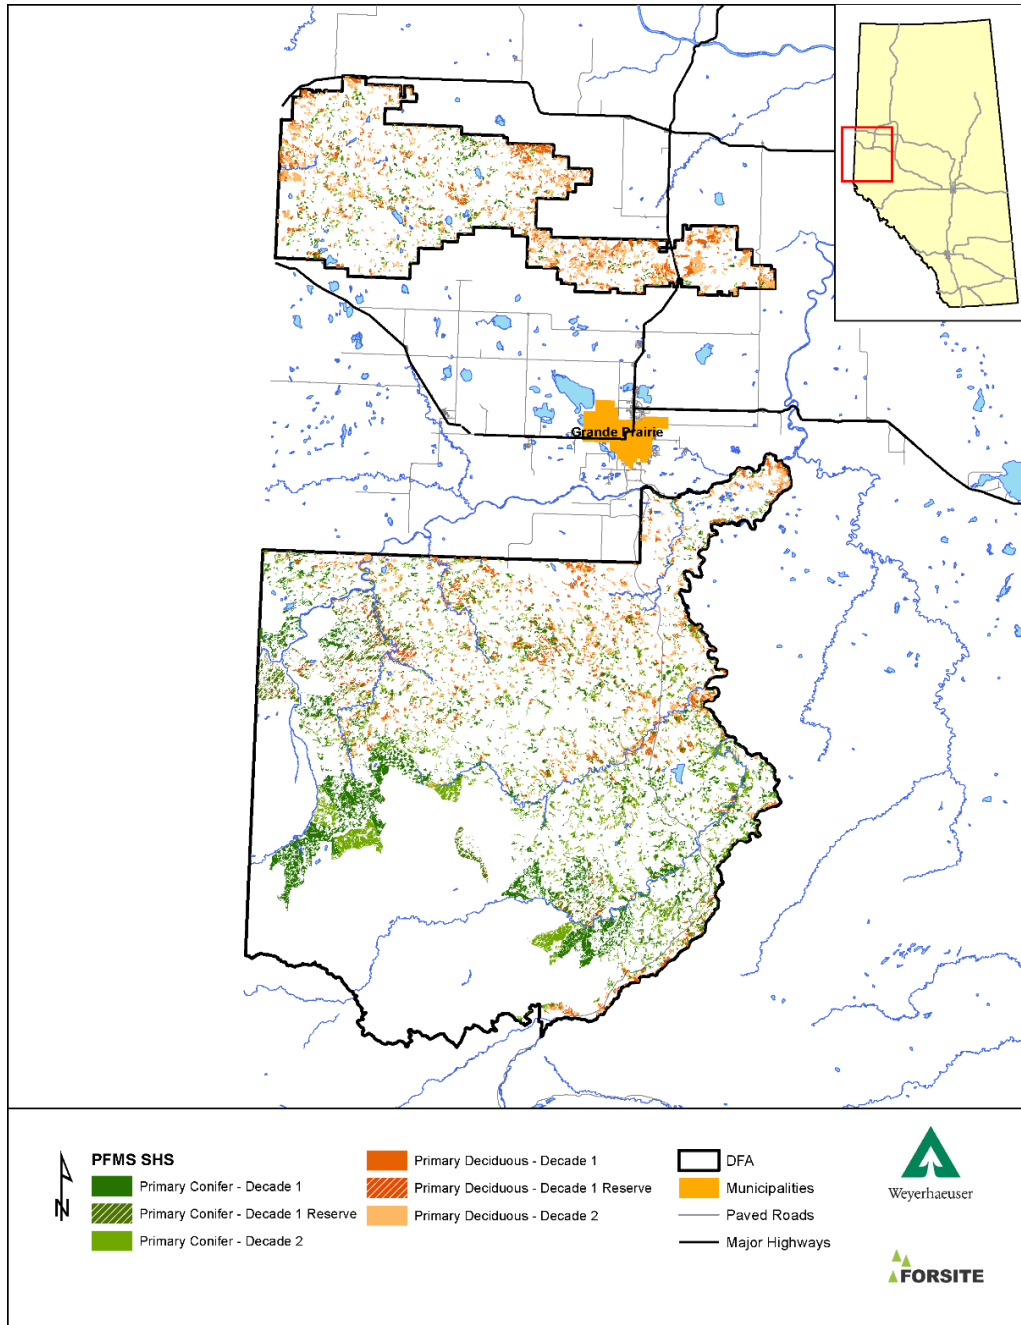 Grande Prairie
N
PFMS SHS
Primary Conifer - Decade 1
Primary Conifer - Decade 1 Reserve
Primary Conifer - Decade 2
Primary Deciduous - Decade 1
Primary Deciduous - Decade 1 Reserve
Primary Deciduous - Decade 2
DFA
Municipalities
Paved Roads
Major Highways
Weyerhaeuser
FORSITE